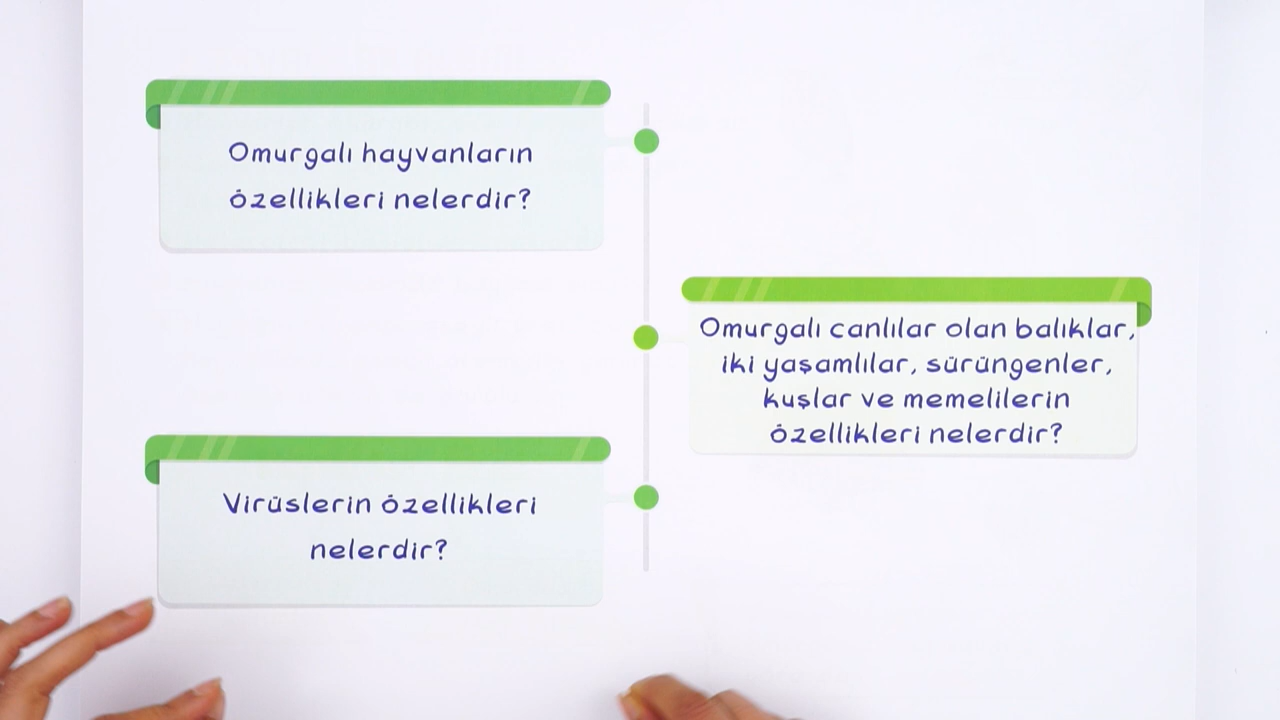 Omurgalı hayvanların
özellikleri nelerdir?
Omurgalı canlılar olan balıklar,
iki yaşamlılar, sürüngenler,
kuşlar ve memelilerin
özellikleri nelerdir?
Virüslerin özellikleri
nelerdir?